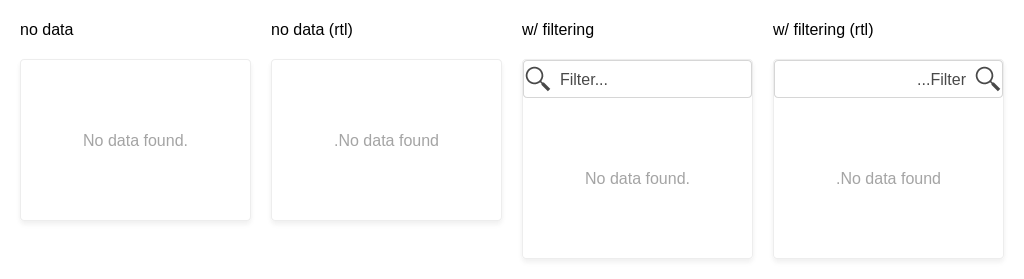 no data
No data found.
no data (rtl)
.No data found
w/ filtering
Filter...
No data found.
w/ filtering (rtl)
...Filter
.No data found